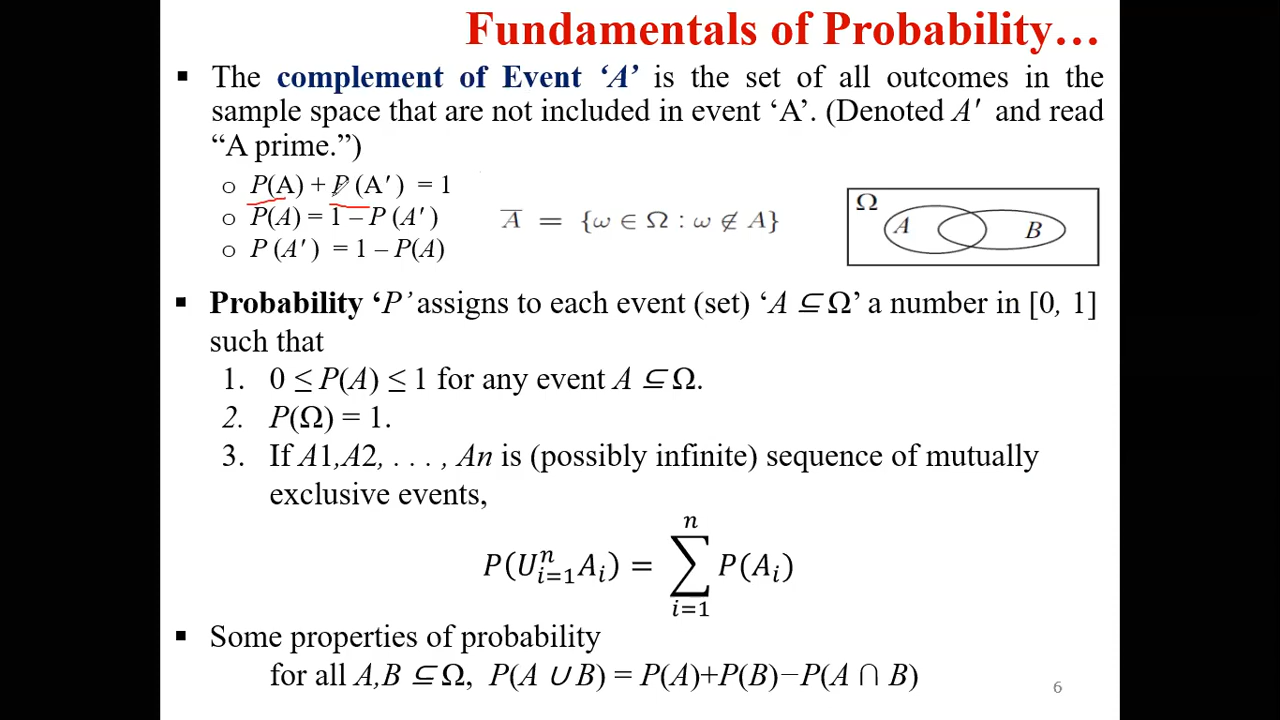 Fundamentals of Probability…
▪ The complement of Event ‘A’ is the set of all outcomes in the
sample space that are not included in event ‘A’. (Denoted A′ and read
“A prime.”)
o P(A) + P (A′) = 1
o P(A) = 1 – P (A′)
o P (A′) = 1 – P(A)
A̅ = {ω ∈ Ω : ω ∉ A}
Ω
A B
▪ Probability ‘P’ assigns to each event (set) ‘A ⊆ Ω’ a number in [0, 1]
such that
1. 0 ≤ P(A) ≤ 1 for any event A ⊆ Ω.
2. P(Ω) = 1.
3. If A1,A2, . . . , An is (possibly infinite) sequence of mutually
exclusive events,
P(U_{i=1}^{n} A_i) = ∑_{i=1}^{n} P(A_i)
▪ Some properties of probability
for all A,B ⊆ Ω, P(A ∪ B) = P(A)+P(B)−P(A ∩ B)
6